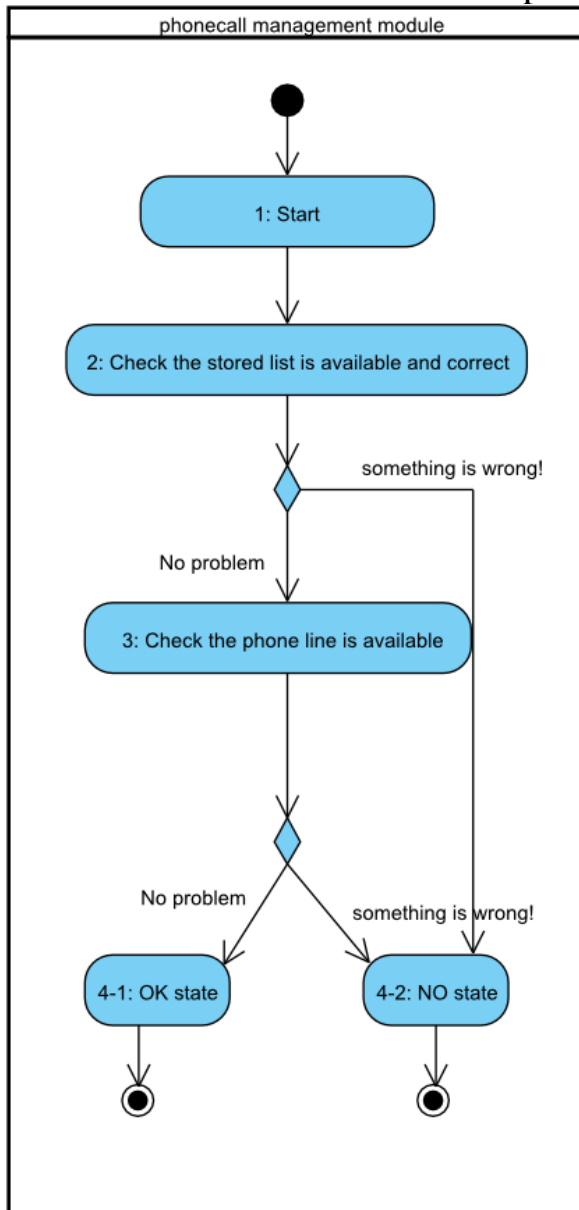 phonecall management module
1: Start
2: Check the stored list is available and correct
something is wrong!
No problem
3: Check the phone line is available
No problem
something is wrong!
4-1: OK state
4-2: NO state